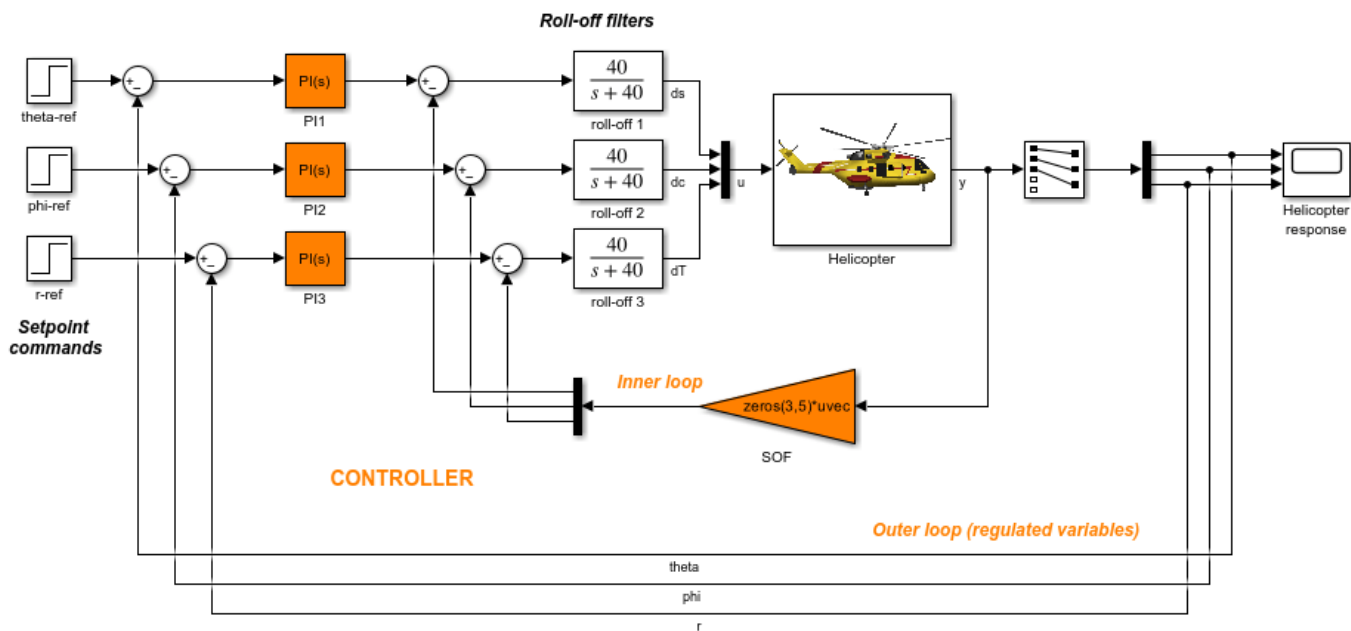 Roll-off filters
theta-ref
+
−
PI(s)
PI1
40
s + 40
roll-off 1
ds
phi-ref
+
−
PI(s)
PI2
40
s + 40
roll-off 2
dc
r-ref
+
−
PI(s)
PI3
40
s + 40
roll-off 3
dT
+
−
+
−
+
−
u
Helicopter
y
Helicopter
response
Setpoint
commands
Inner loop
zeros(3,5)*uvec
SOF
CONTROLLER
Outer loop (regulated variables)
theta
phi
r